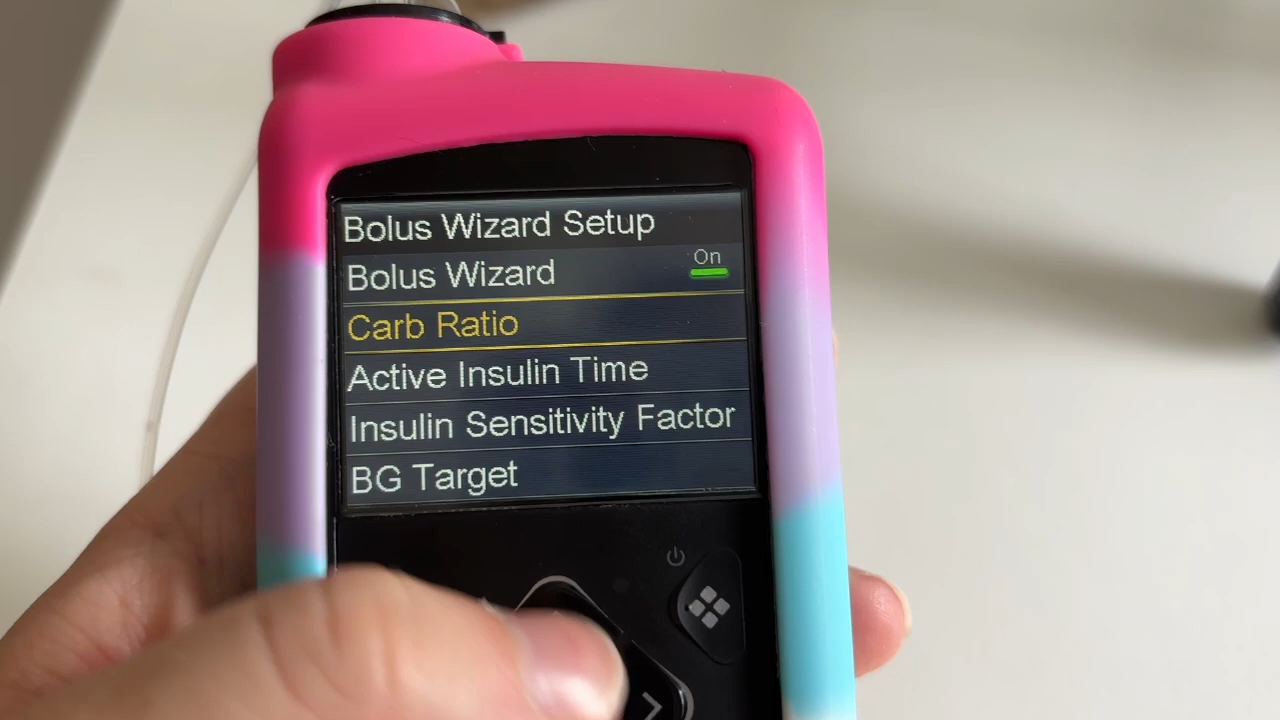 Bolus Wizard Setup
Bolus Wizard On
Carb Ratio
Active Insulin Time
Insulin Sensitivity Factor
BG Target